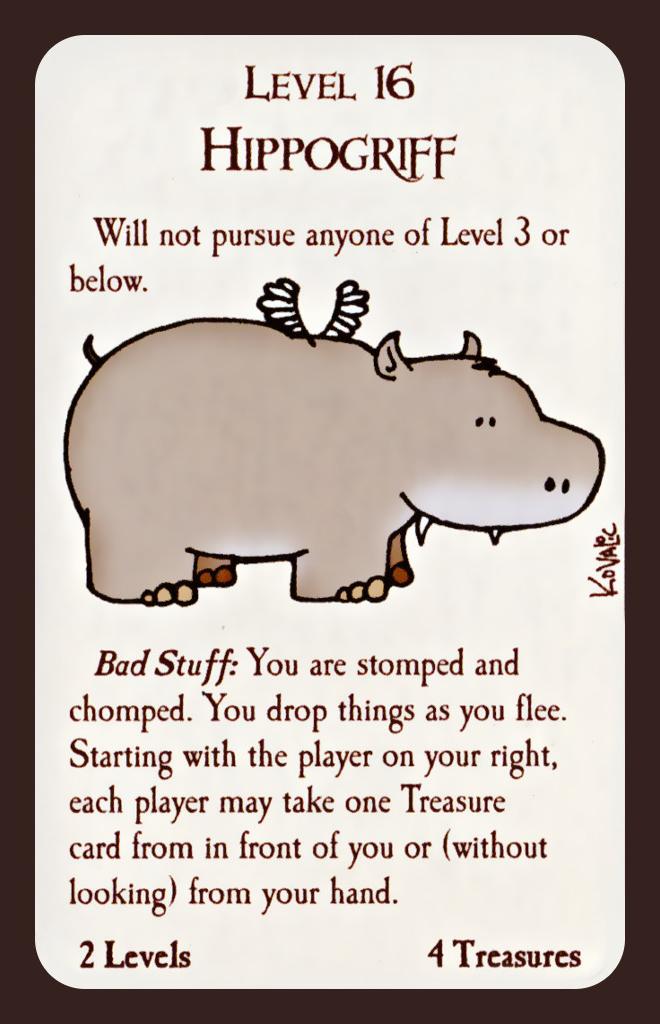 Level 16
Hippogriff
Will not pursue anyone of Level 3 or
below.
Kovalic
Bad Stuff: You are stomped and
chomped. You drop things as you flee.
Starting with the player on your right,
each player may take one Treasure
card from in front of you or (without
looking) from your hand.
2 Levels
4 Treasures